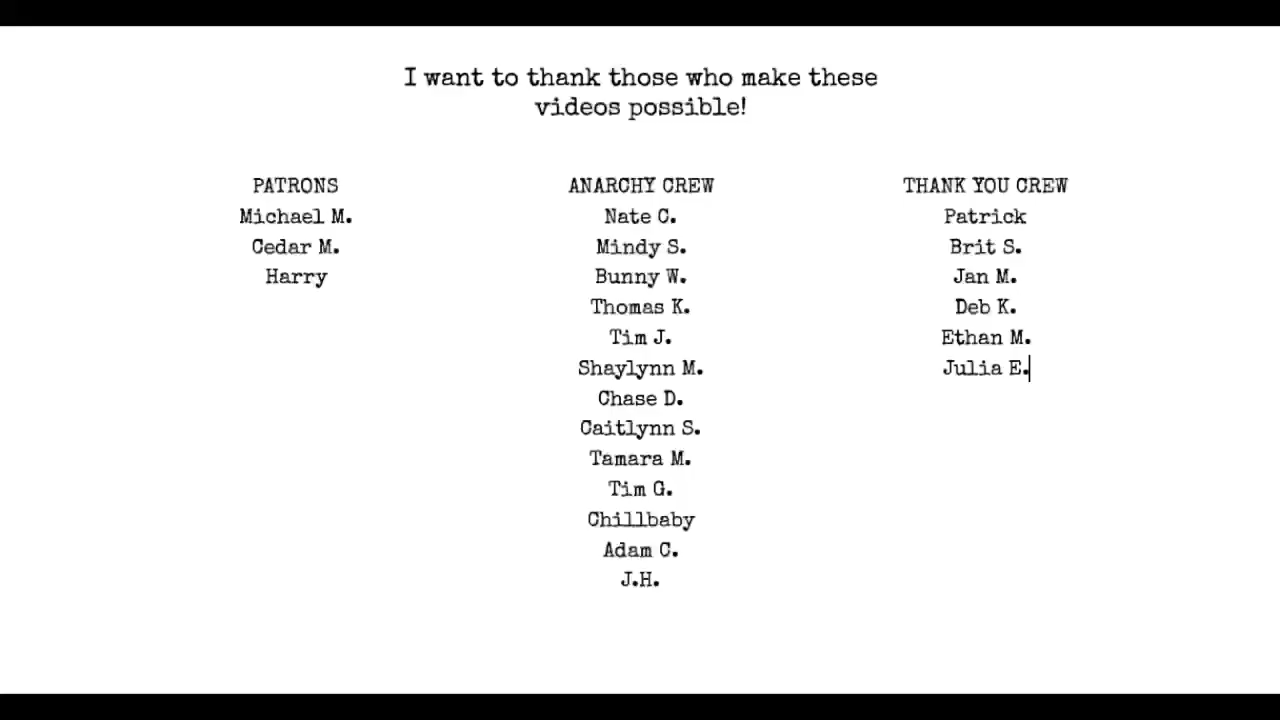 I want to thank those who make these
videos possible!
PATRONS
Michael M.
Cedar M.
Harry
ANARCHY CREW
Nate C.
Mindy S.
Bunny W.
Thomas K.
Tim J.
Shaylynn M.
Chase D.
Caitlynn S.
Tamara M.
Tim G.
Chillbaby
Adam C.
J.H.
THANK YOU CREW
Patrick
Brit S.
Jan M.
Deb K.
Ethan M.
Julia E.